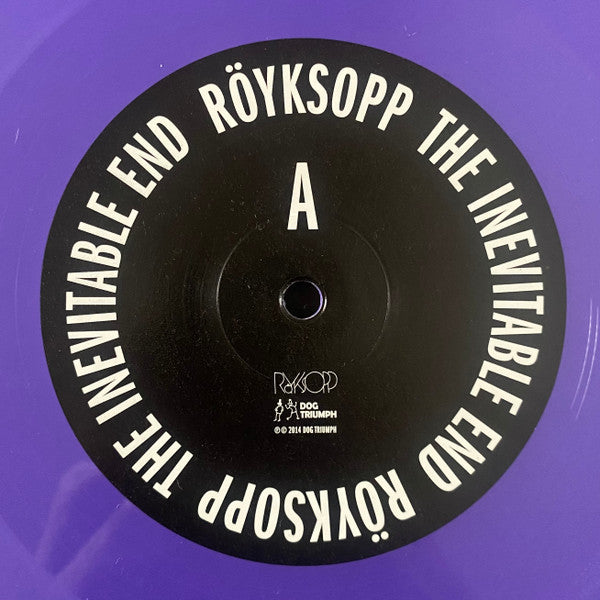 RÖYKSOPP THE INEVITABLE END RÖYKSOPP THE INEVITABLE END
A
RÖYKSOPP
DOG
TRIUMPH
℗ © 2014 DOG TRIUMPH